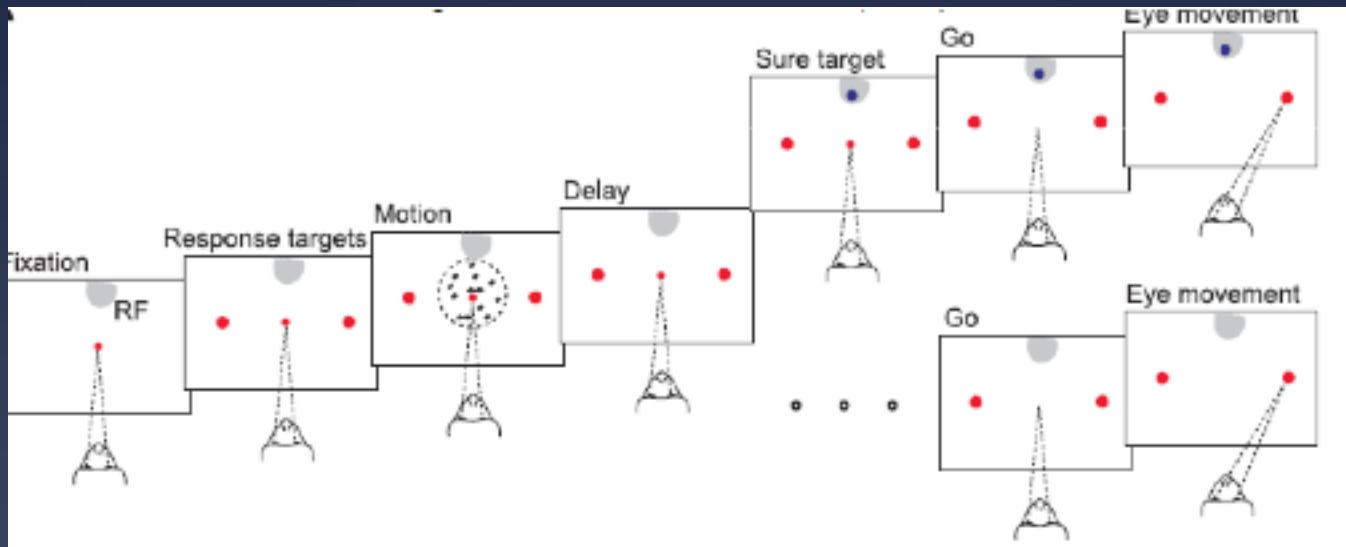 Fixation
RF
Response targets
Motion
Delay
Sure target
Go
Eye movement
Go
Eye movement